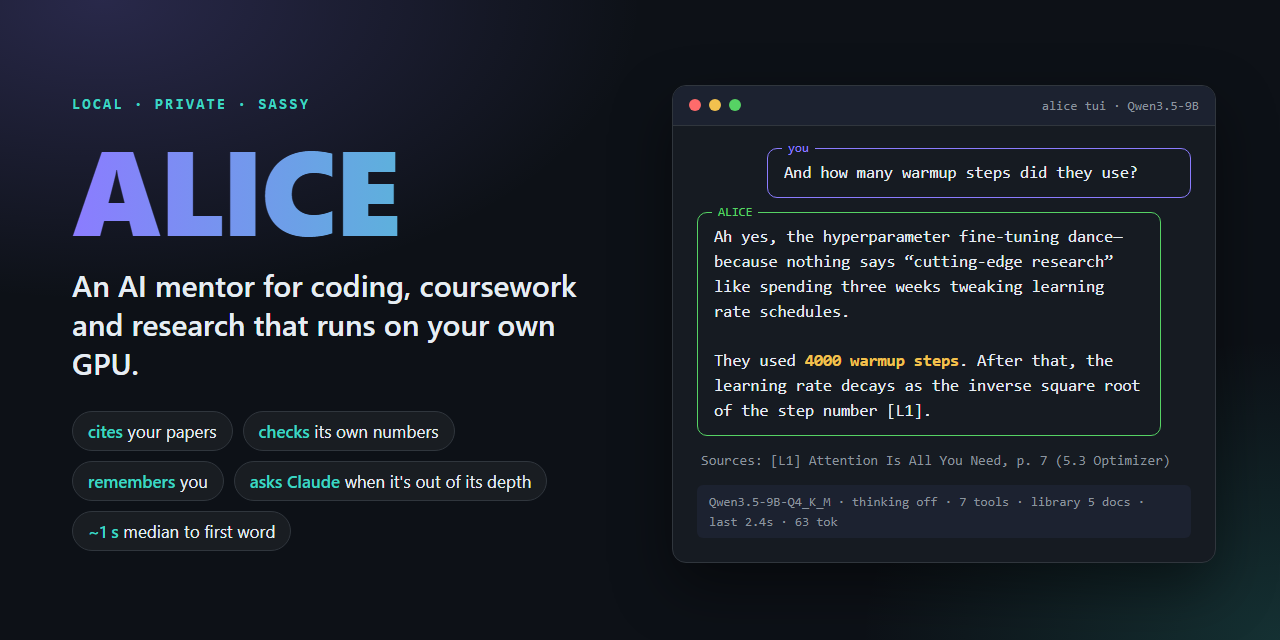 LOCAL · PRIVATE · SASSY
ALICE
An AI mentor for coding, coursework
and research that runs on your own
GPU.
cites your papers
checks its own numbers
remembers you
asks Claude when it's out of its depth
~1 s median to first word
alice tui · Qwen3.5-9B
you
And how many warmup steps did they use?
ALICE
Ah yes, the hyperparameter fine-tuning dance—
because nothing says “cutting-edge research”
like spending three weeks tweaking learning
rate schedules.
They used 4000 warmup steps. After that, the
learning rate decays as the inverse square root
of the step number [L1].
Sources: [L1] Attention Is All You Need, p. 7 (5.3 Optimizer)
Qwen3.5-9B-Q4_K_M · thinking off · 7 tools · library 5 docs ·
last 2.4s · 63 tok